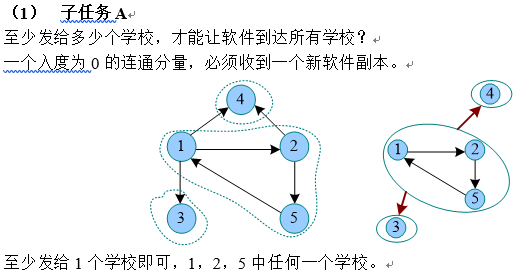 （1） 子任务 A
至少发给多少个学校，才能让软件到达所有学校？
一个入度为 0 的连通分量，必须收到一个新软件副本。
4
1
2
3
5
4
1
2
5
3
至少发给 1 个学校即可，1，2，5 中任何一个学校。